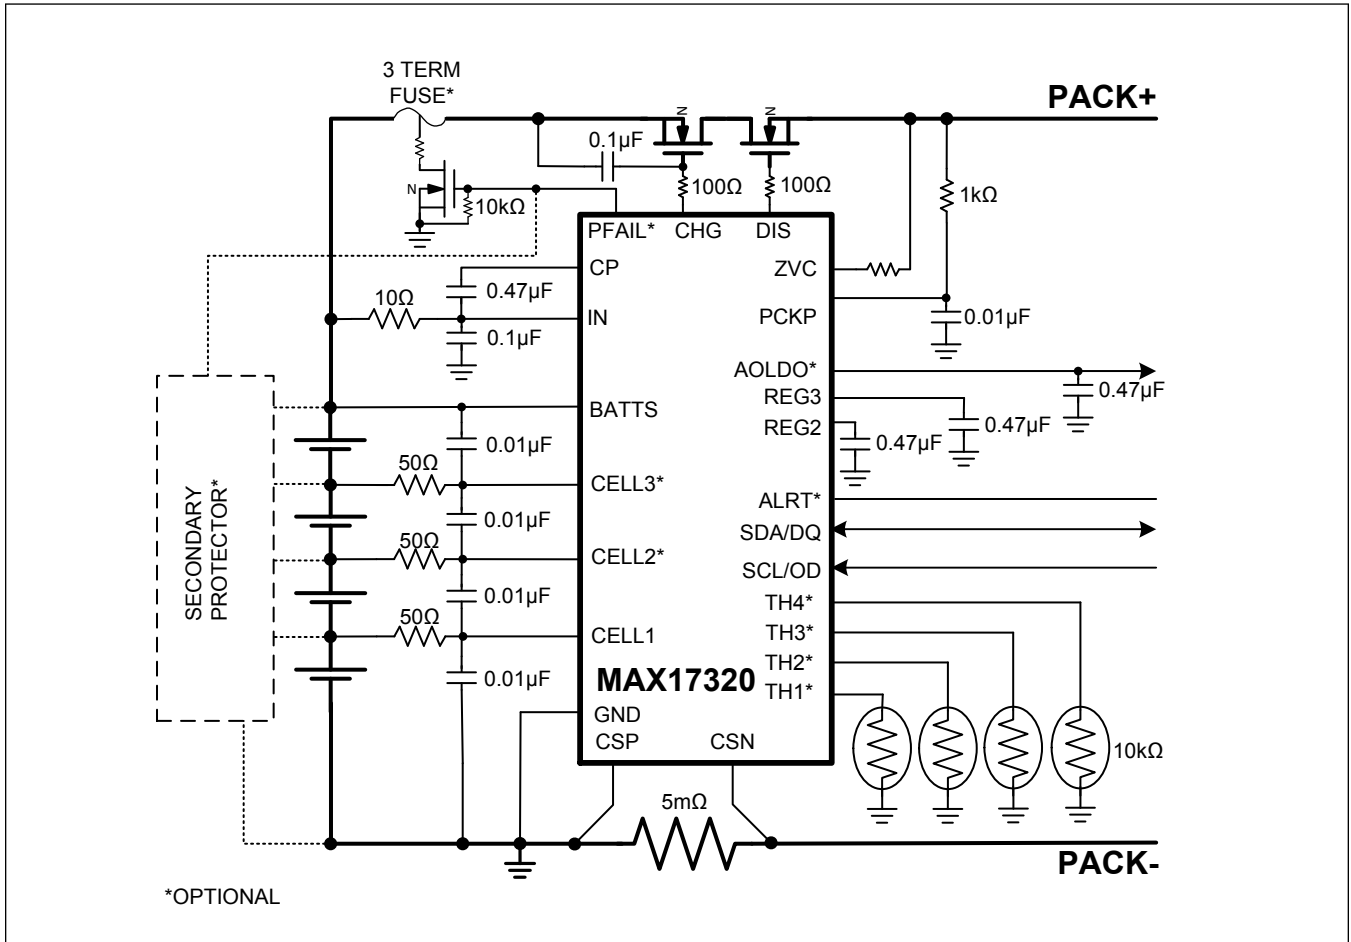 3 TERM
FUSE*
PACK+
0.1µF
N
N
100Ω
100Ω
1kΩ
N
10kΩ
PFAIL*
CHG
DIS
CP
ZVC
0.47µF
10Ω
IN
PCKP
0.01µF
0.1µF
AOLDO*
0.47µF
REG3
BATTS
REG2
0.47µF
0.47µF
0.01µF
50Ω
CELL3*
ALRT*
0.01µF
SDA/DQ
50Ω
CELL2*
SCL/OD
SECONDARY
PROTECTOR*
0.01µF
TH4*
50Ω
CELL1
TH3*
TH2*
0.01µF
MAX17320
TH1*
GND
CSP
CSN
10kΩ
5mΩ
PACK-
*OPTIONAL